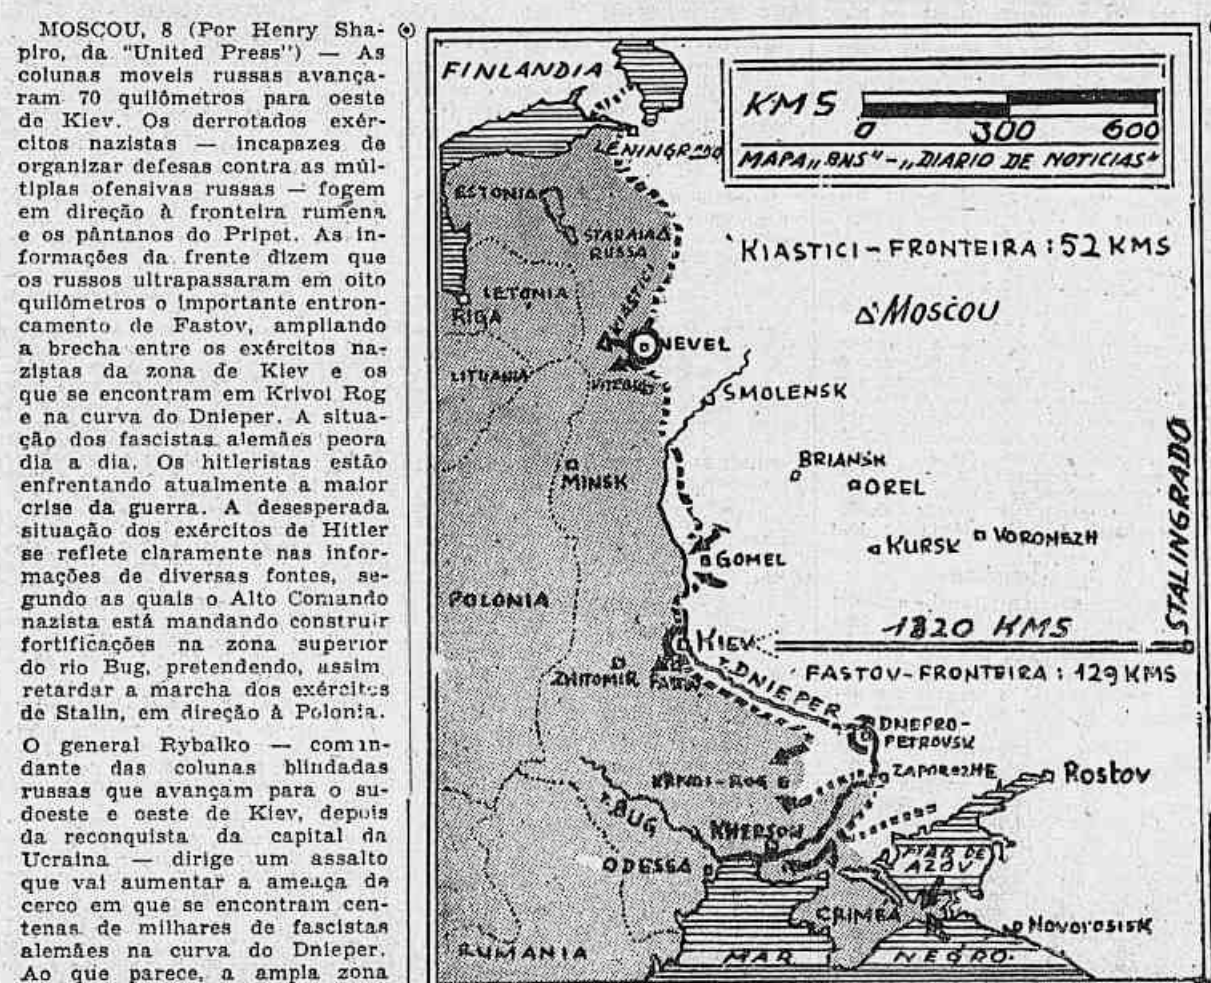 MOSCOU, 8 (Por Henry Sha-
piro, da "United Press") — As
colunas moveis russas avança-
ram 70 quilômetros para oeste
de Kiev. Os derrotados exér-
citos nazistas — incapazes de
organizar defesas contra as múl-
tiplas ofensivas russas — fogem
em direção à fronteira rumena
e os pântanos do Pripet. As in-
formações da frente dizem que
os russos ultrapassaram em oito
quilômetros o importante entron-
camento de Fastov, ampliando
a brecha entre os exércitos na-
zistas da zona de Kiev e os
que se encontram em Krivoi Rog
e na curva do Dnieper. A situa-
ção dos fascistas alemães peora
dia a dia. Os hitleristas estão
enfrentando atualmente a maior
crise da guerra. A desesperada
situação dos exércitos de Hitler
se reflete claramente nas infor-
mações de diversas fontes, se-
gundo as quais o Alto Comando
nazista está mandando construir
fortificações na zona superior
do rio Bug, pretendendo, assim
retardar a marcha dos exércitos
de Stalin, em direção à Polonia.
O general Rybalko — coman-
dante das colunas blindadas
russas que avançam para o su-
doeste e oeste de Kiev, depois
da reconquista da capital da
Ucraina — dirige um assalto
que vai aumentar a ameaça de
cerco em que se encontram cen-
tenas de milhares de fascistas
alemães na curva do Dnieper.
Ao que parece, a ampla zona
FINLANDIA
KMS
0 300 600
MAPA „BNS"-„DIARIO DE NOTICIAS"
LENINGRADO
ESTONIA
STARAIA
RUSSA
KIASTICI-FRONTEIRA: 52 KMS
LETONIA
RIGA
KIASTICI
MOSCOU
NEVEL
LITUANIA
VITEBSK
SMOLENSK
BRIANSK
OREL
MINSK
STALINGRADO
KURSK
VORONEZH
GOMEL
POLONIA
1320 KMS
KIEV
ZHITOMIR
FASTOV
r. DNIEPER
FASTOV-FRONTEIRA: 129 KMS
DNEPRO-
PETROVSK
ZAPOROZHE
ROSTOV
r. BUG
KHERSON
ODESSA
MAR DE
AZOV
CRIMÉA
NOVOROSISK
RUMANIA
MAR NEGRO